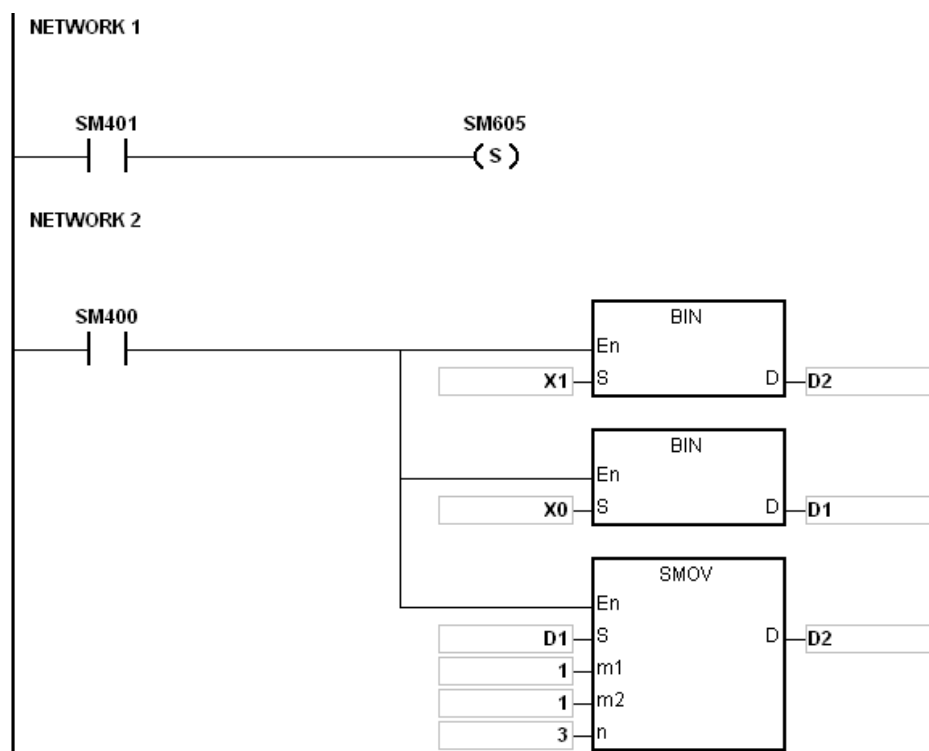 NETWORK 1
SM401 SM605
( S )
NETWORK 2
SM400
BIN
En
X1 S D D2
BIN
En
X0 S D D1
SMOV
En
D1 S D D2
1 m1
1 m2
3 n